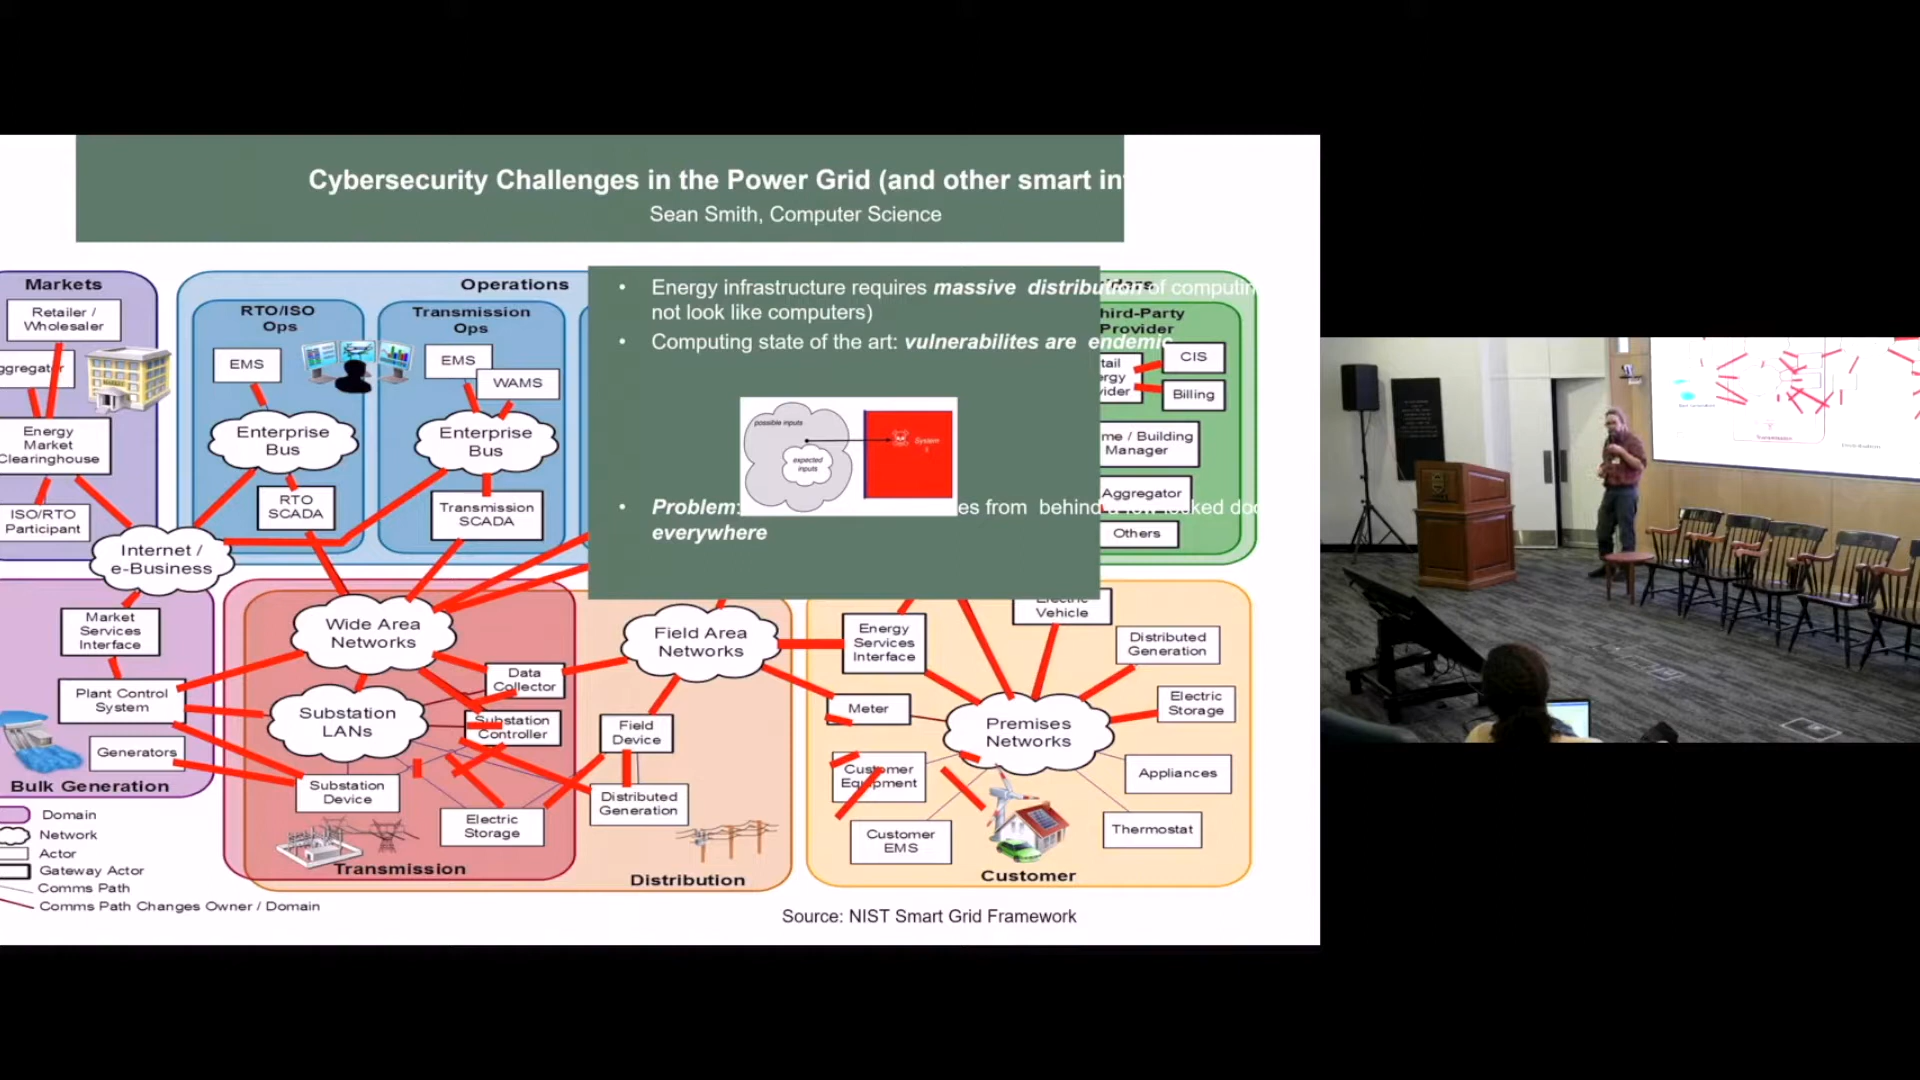 Cybersecurity Challenges in the Power Grid (and other smart in
Sean Smith, Computer Science
Markets
Retailer /
Wholesaler
Energy
Market
Clearinghouse
ISO/RTO
Participant
Operations
RTO/ISO
Ops
EMS
Enterprise
Bus
RTO
SCADA
Transmission
Ops
EMS
WAMS
Enterprise
Bus
Transmission
SCADA
• Energy infrastructure requires massive distribution of computin
not look like computers)
• Computing state of the art: vulnerabilites are endemic
possible inputs
expected
inputs
System
• Problem: es from behind a few locked doo
everywhere
hird-Party
Provider
tail
ergy
vider
CIS
Billing
me / Building
Manager
Aggregator
Others
Internet /
e-Business
Market
Services
Interface
Plant Control
System
Generators
Bulk Generation
Wide Area
Networks
Substation
LANs
Data
Collector
Substation
Controller
Substation
Device
Electric
Storage
Transmission
Field Area
Networks
Field
Device
Distributed
Generation
Distribution
Energy
Services
Interface
Meter
Customer
Equipment
Customer
EMS
Premises
Networks
Electric
Vehicle
Distributed
Generation
Electric
Storage
Appliances
Thermostat
Customer
Domain
Network
Actor
Gateway Actor
Comms Path
Comms Path Changes Owner / Domain
Source: NIST Smart Grid Framework